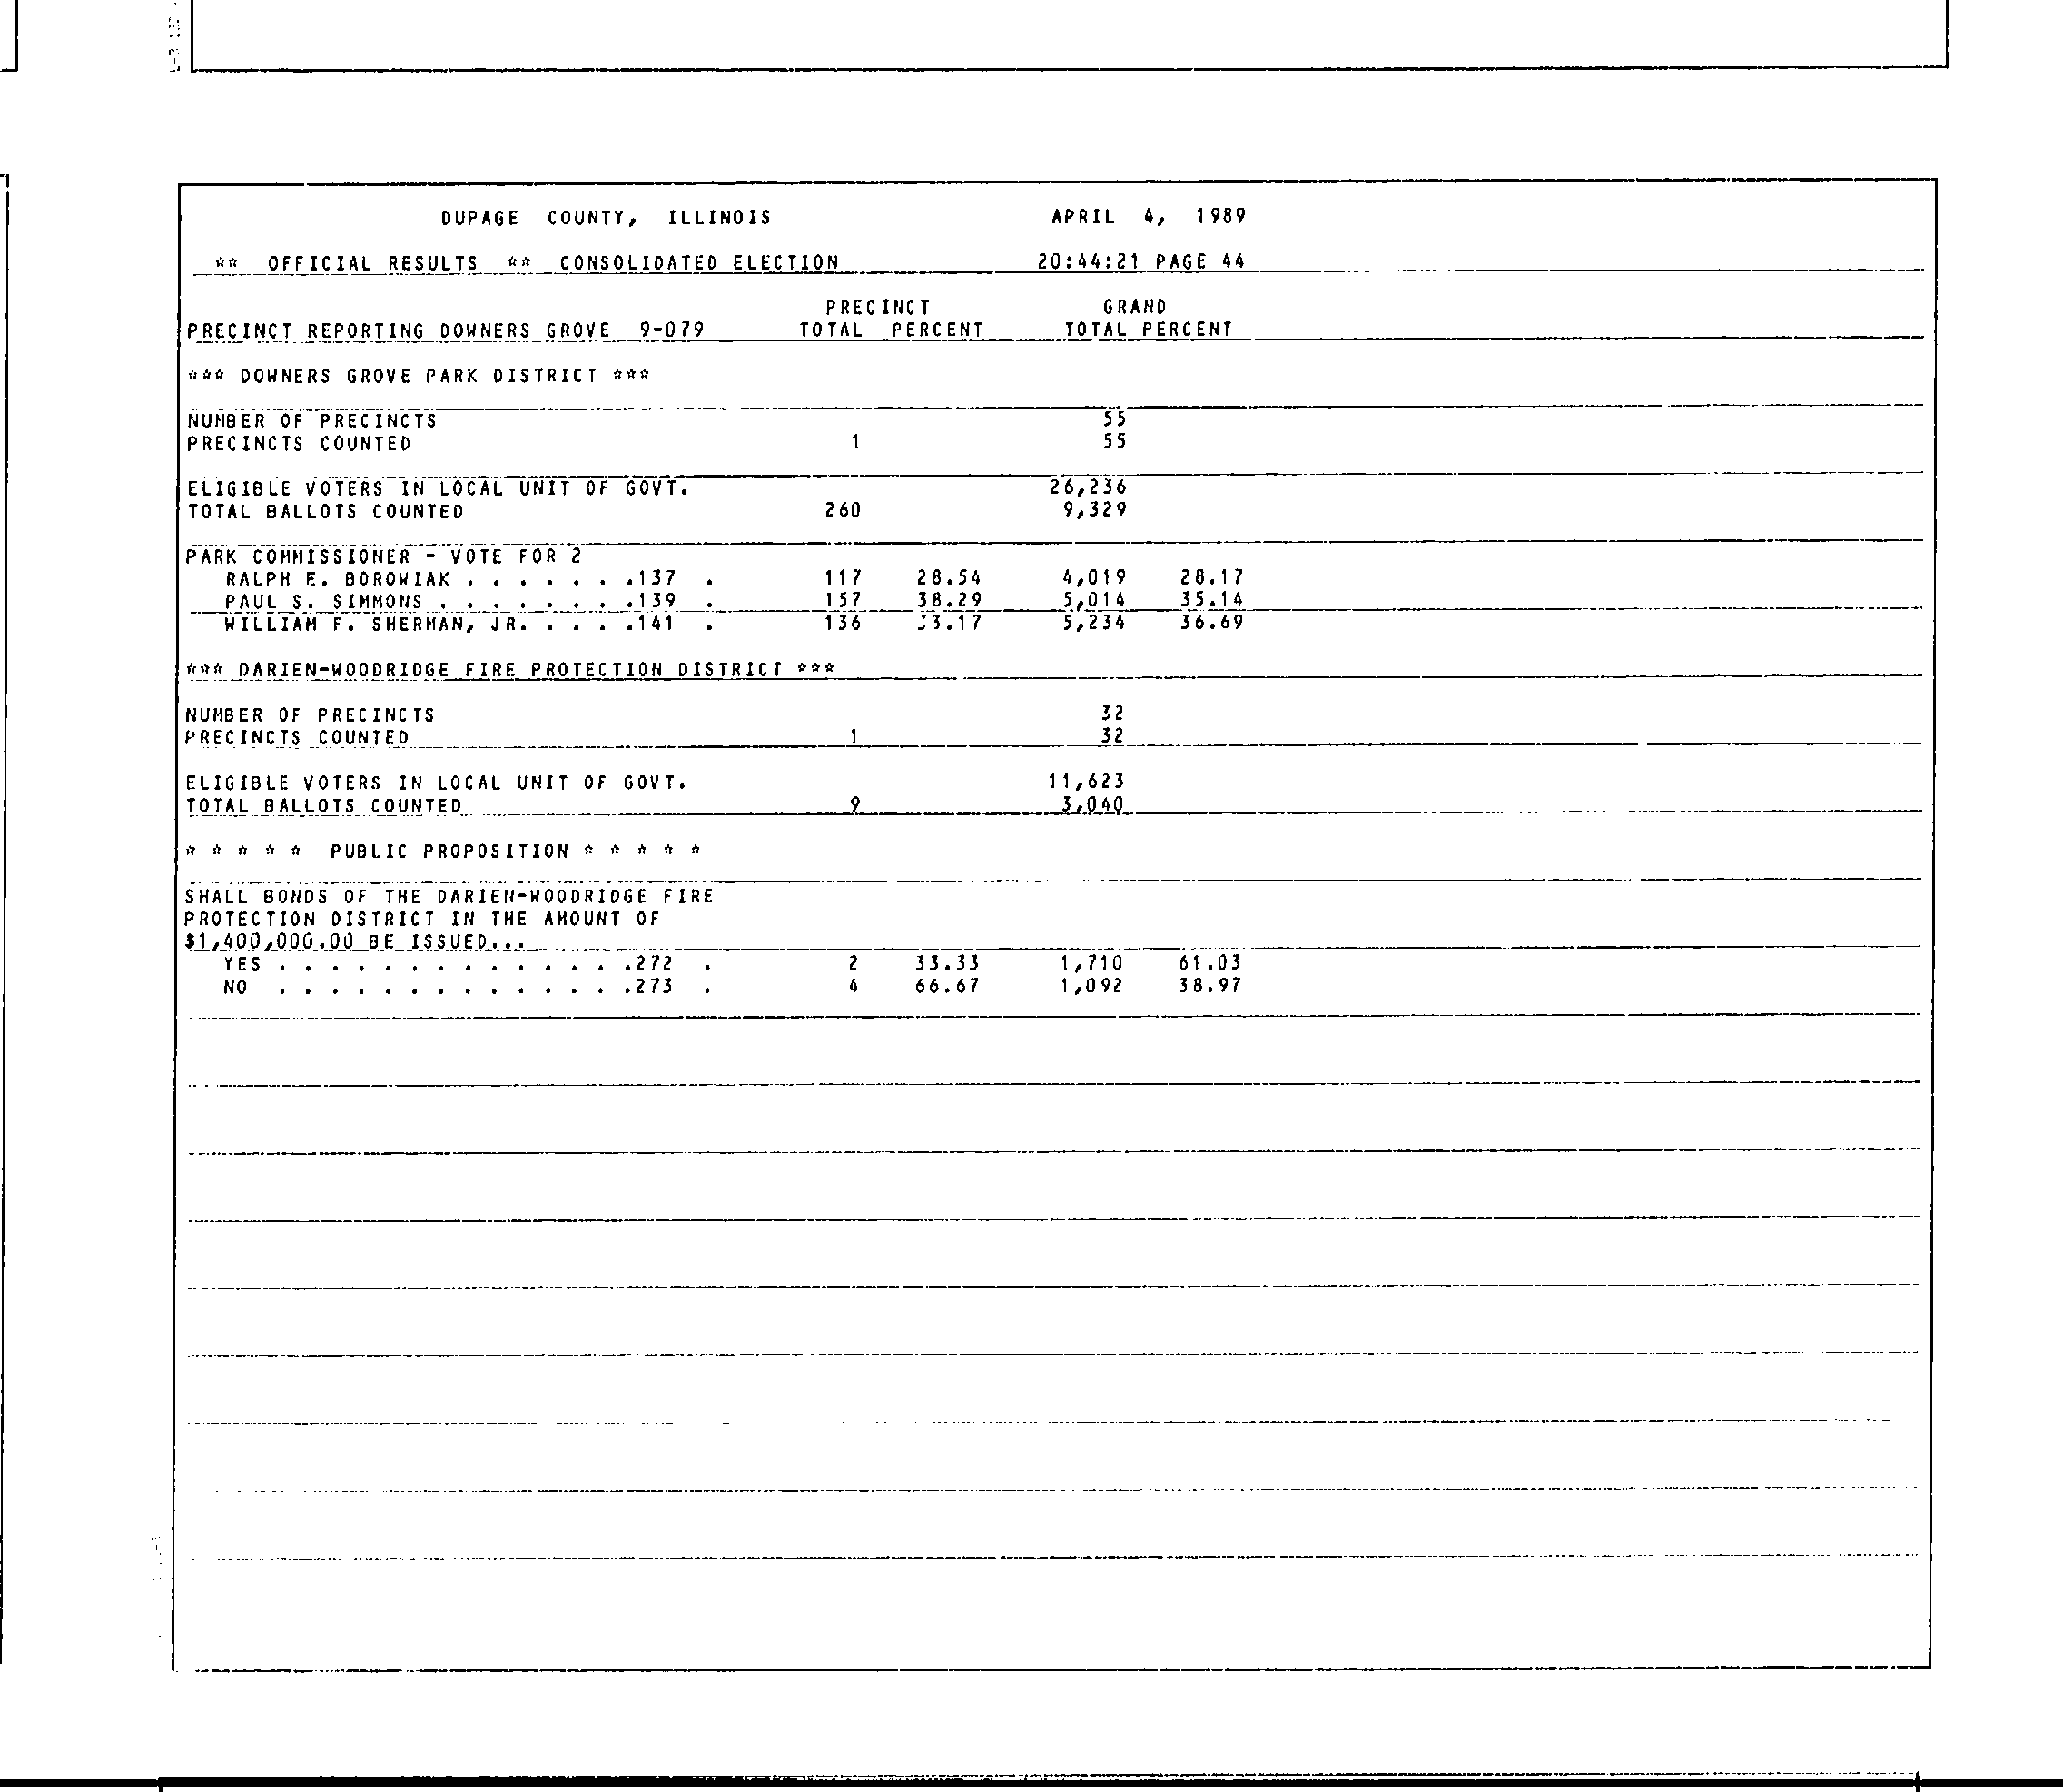 DUPAGE COUNTY, ILLINOIS APRIL 4, 1989
** OFFICIAL RESULTS ** CONSOLIDATED ELECTION 20:44:21 PAGE 44
PRECINCT GRAND
PRECINCT REPORTING DOWNERS GROVE 9-079 TOTAL PERCENT TOTAL PERCENT
*** DOWNERS GROVE PARK DISTRICT ***
NUMBER OF PRECINCTS 55
PRECINCTS COUNTED 1 55
ELIGIBLE VOTERS IN LOCAL UNIT OF GOVT. 26,236
TOTAL BALLOTS COUNTED 260 9,329
PARK COMMISSIONER - VOTE FOR 2
RALPH E. BOROWIAK . . . . . . .137 . 117 28.54 4,019 28.17
PAUL S. SIMMONS . . . . . . . .139 . 157 38.29 5,014 35.14
WILLIAM F. SHERMAN, JR. . . . .141 . 136 33.17 5,234 36.69
*** DARIEN-WOODRIDGE FIRE PROTECTION DISTRICT ***
NUMBER OF PRECINCTS 32
PRECINCTS COUNTED 1 32
ELIGIBLE VOTERS IN LOCAL UNIT OF GOVT. 11,623
TOTAL BALLOTS COUNTED 9 3,040
* * * * * PUBLIC PROPOSITION * * * * *
SHALL BONDS OF THE DARIEN-WOODRIDGE FIRE
PROTECTION DISTRICT IN THE AMOUNT OF
$1,400,000.00 BE ISSUED...
YES . . . . . . . . . . . . . .272 . 2 33.33 1,710 61.03
NO . . . . . . . . . . . . . .273 . 4 66.67 1,092 38.97